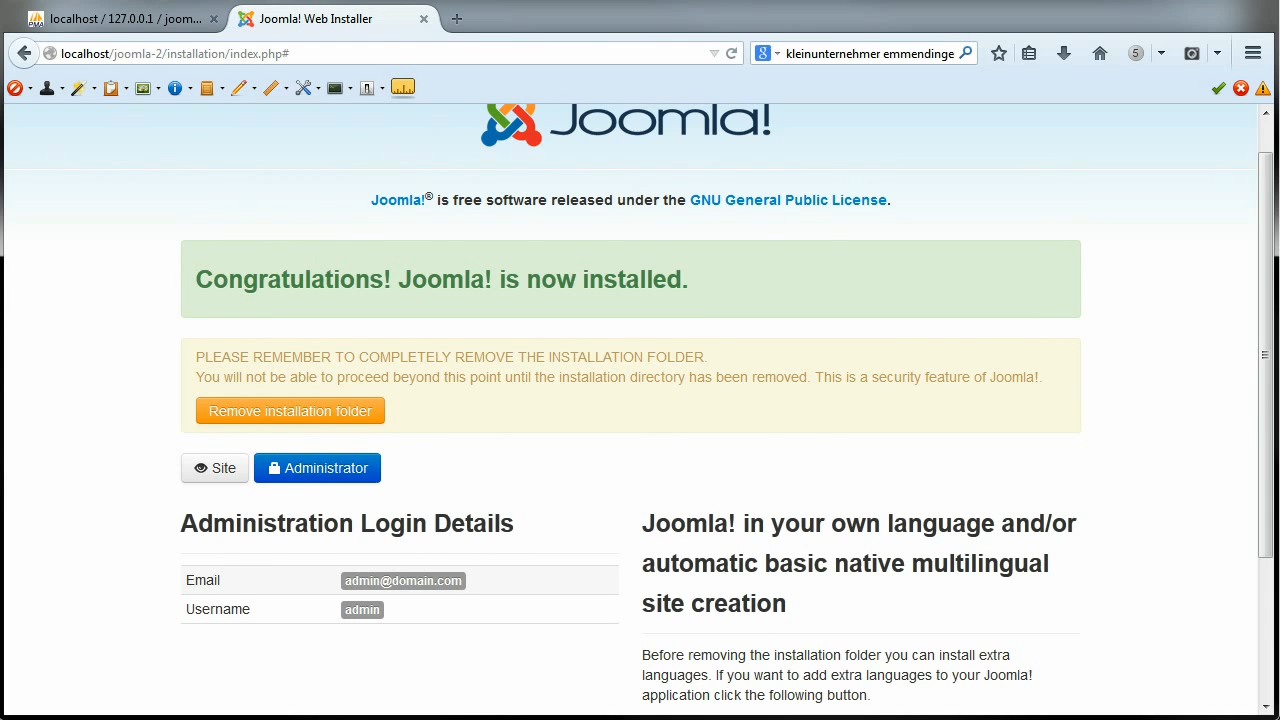 localhost / 127.0.0.1 / joom...
Joomla! Web Installer
localhost/joomla-2/installation/index.php#
kleinunternehmer emmendinge
5
Joomla!
Joomla!® is free software released under the GNU General Public License.
Congratulations! Joomla! is now installed.
PLEASE REMEMBER TO COMPLETELY REMOVE THE INSTALLATION FOLDER.
You will not be able to proceed beyond this point until the installation directory has been removed. This is a security feature of Joomla!.
Remove installation folder
Site
Administrator
Administration Login Details
Email admin@domain.com
Username admin
Joomla! in your own language and/or
automatic basic native multilingual
site creation
Before removing the installation folder you can install extra
languages. If you want to add extra languages to your Joomla!
application click the following button.